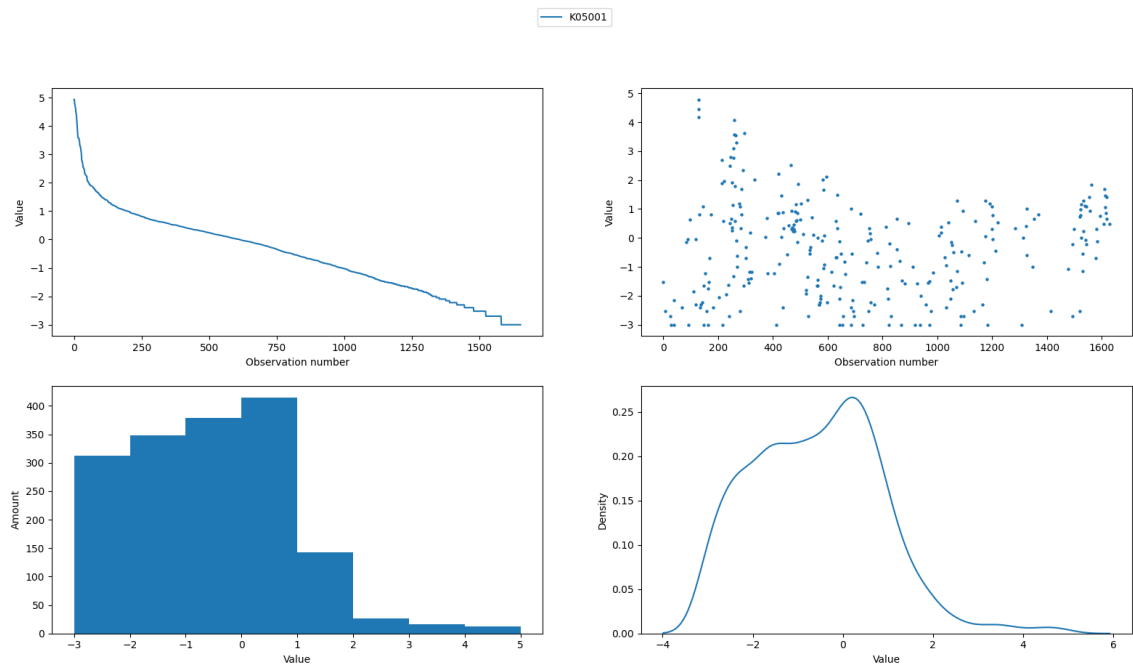 K05001
5
4
3
2
1
0
−1
−2
−3
Value
0 250 500 750 1000 1250 1500
Observation number
5
4
3
2
1
0
−1
−2
−3
Value
0 200 400 600 800 1000 1200 1400 1600
Observation number
400
350
300
250
200
150
100
50
0
Amount
−3 −2 −1 0 1 2 3 4 5
Value
0.25
0.20
0.15
0.10
0.05
0.00
Density
−4 −2 0 2 4 6
Value